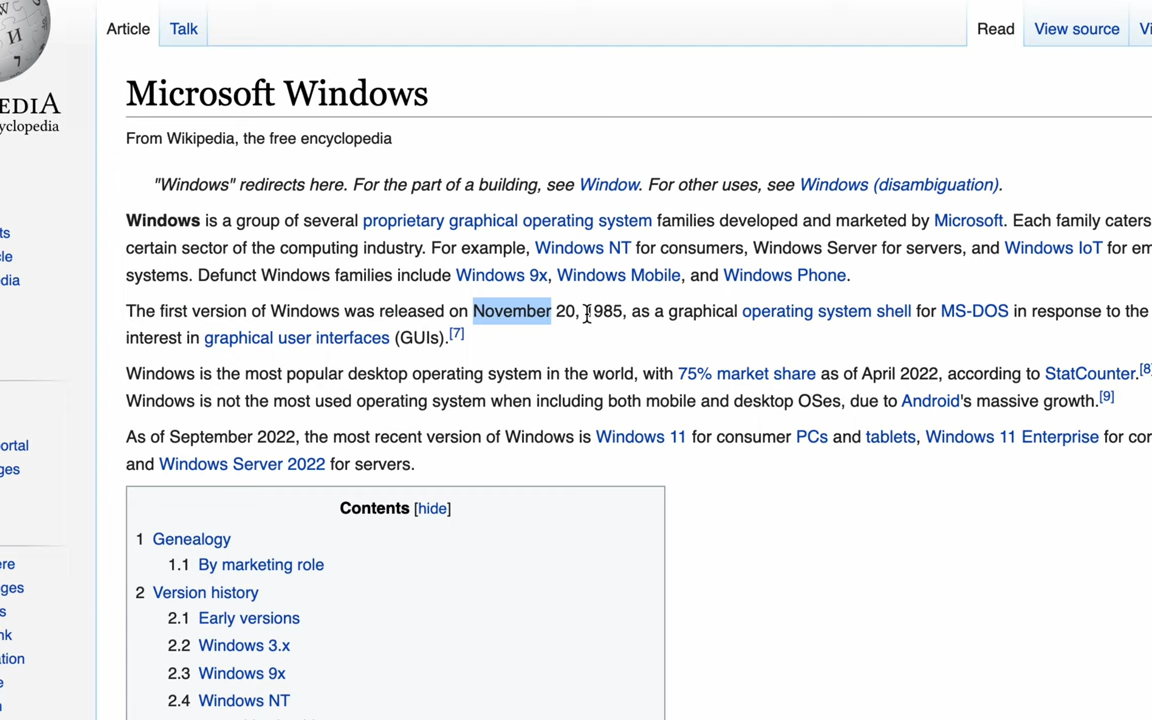 Article Talk Read View source Vi
W
И
EDIA
yclopedia
Microsoft Windows
From Wikipedia, the free encyclopedia
"Windows" redirects here. For the part of a building, see Window. For other uses, see Windows (disambiguation).
Windows is a group of several proprietary graphical operating system families developed and marketed by Microsoft. Each family caters
certain sector of the computing industry. For example, Windows NT for consumers, Windows Server for servers, and Windows IoT for em
systems. Defunct Windows families include Windows 9x, Windows Mobile, and Windows Phone.
The first version of Windows was released on November 20, 1985, as a graphical operating system shell for MS-DOS in response to the
interest in graphical user interfaces (GUIs).[7]
Windows is the most popular desktop operating system in the world, with 75% market share as of April 2022, according to StatCounter.[8]
Windows is not the most used operating system when including both mobile and desktop OSes, due to Android's massive growth.[9]
As of September 2022, the most recent version of Windows is Windows 11 for consumer PCs and tablets, Windows 11 Enterprise for cor
and Windows Server 2022 for servers.
Contents [hide]
1 Genealogy
1.1 By marketing role
2 Version history
2.1 Early versions
2.2 Windows 3.x
2.3 Windows 9x
2.4 Windows NT
ts
cle
dia
ortal
ges
ere
ges
s
nk
ation
e